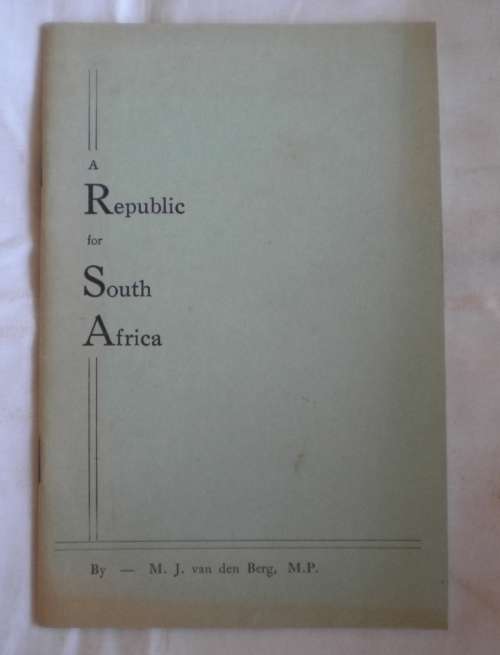 A
Republic
for
South
Africa
By — M. J. van den Berg, M.P.